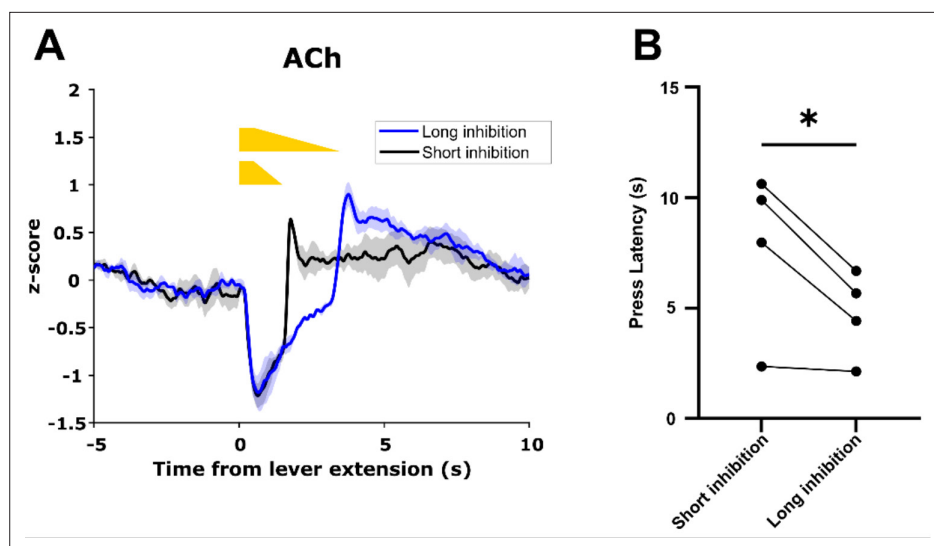 A
ACh
2
1.5
1
0.5
0
-0.5
-1
-1.5
z-score
Long inhibition
Short inhibition
-5
0
5
10
Time from lever extension (s)
B
15
10
5
0
Press Latency (s)
*
Short inhibition
Long inhibition